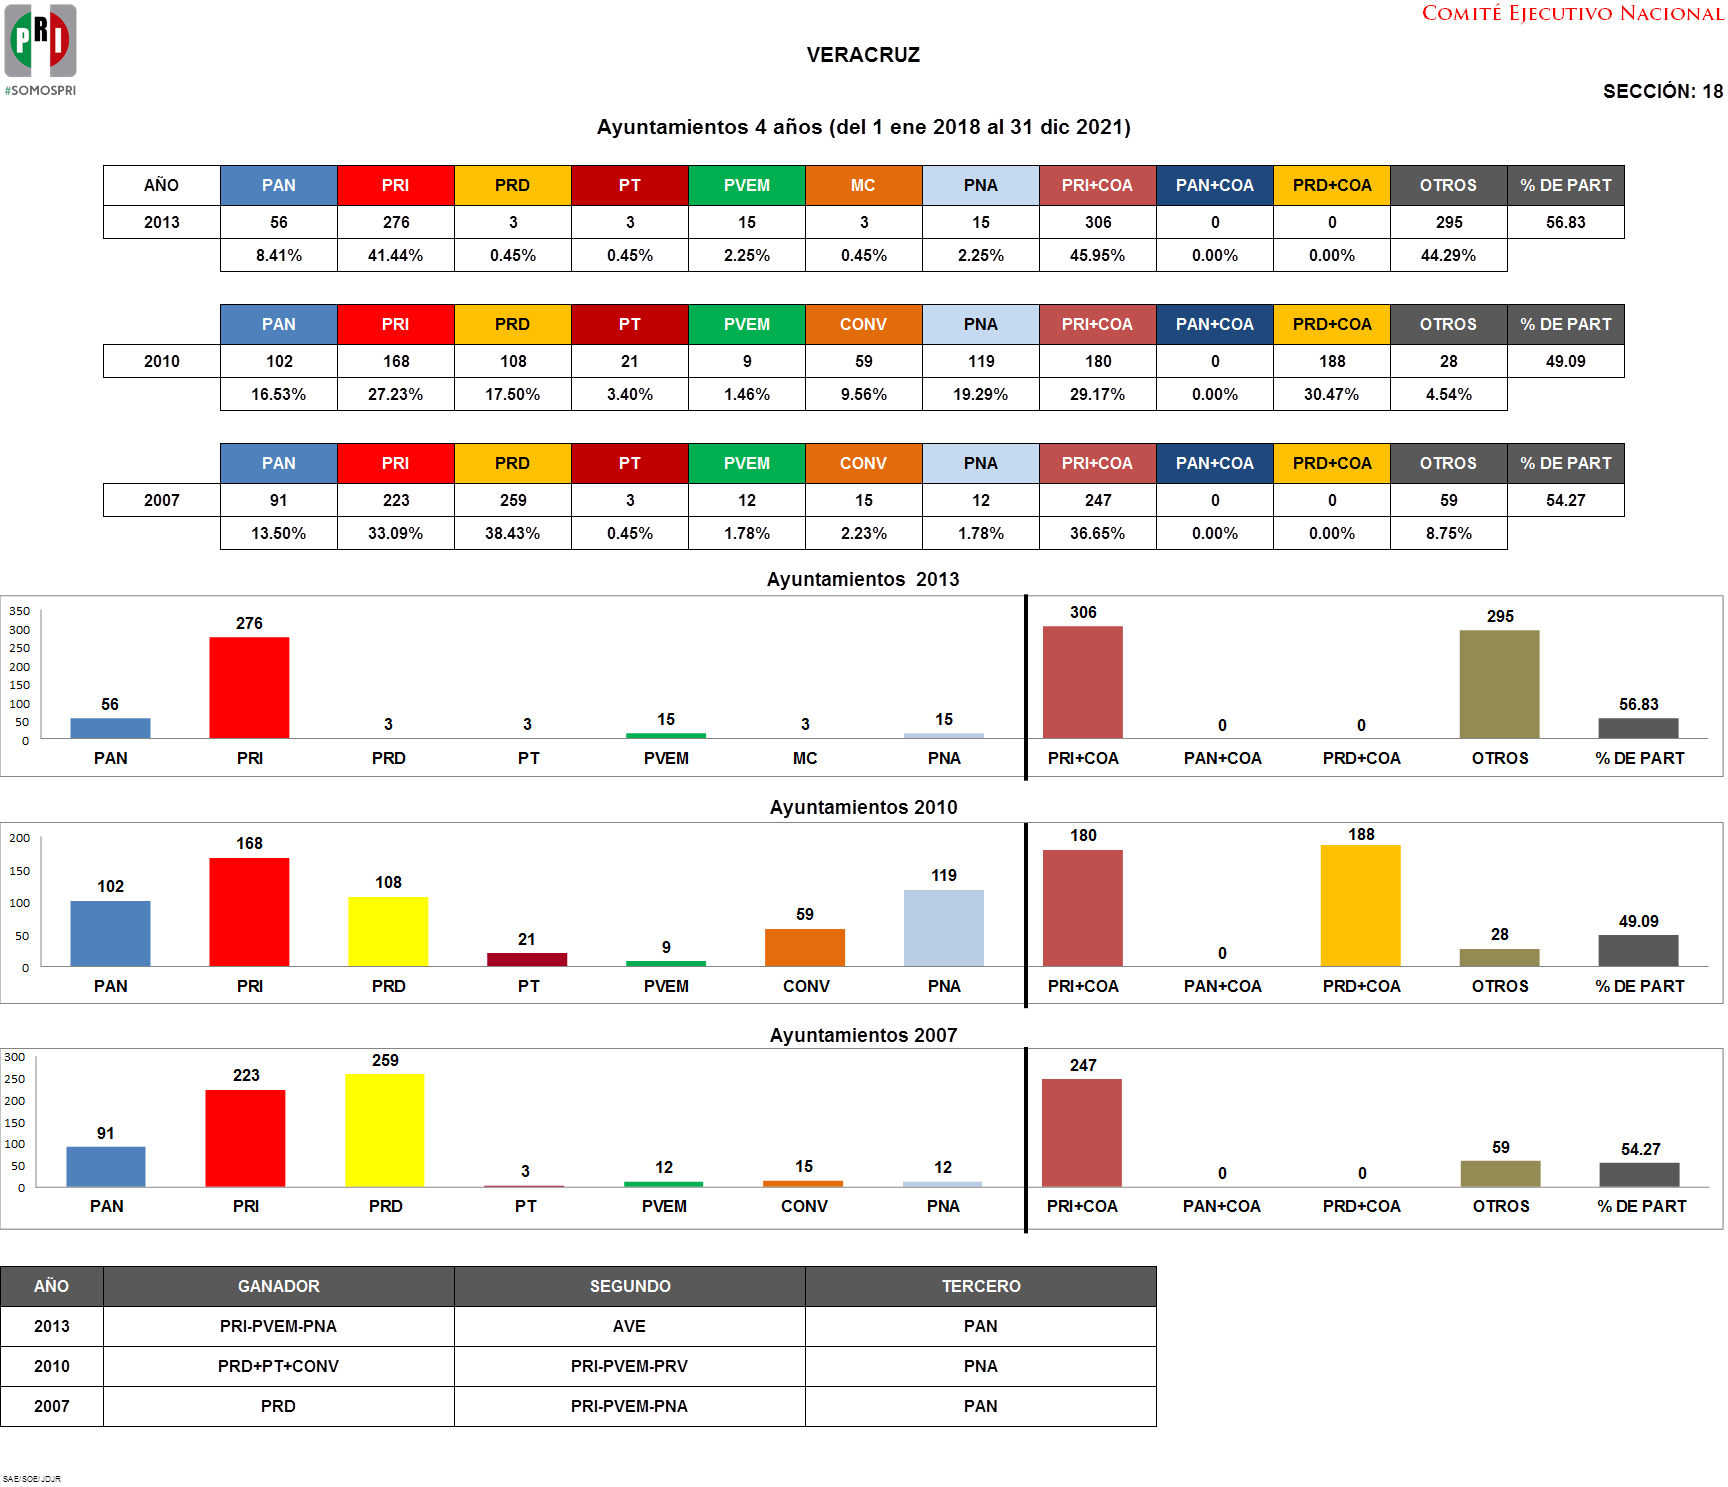 PRI
#SOMOSPRI
COMITÉ EJECUTIVO NACIONAL
VERACRUZ
SECCIÓN: 18
Ayuntamientos 4 años (del 1 ene 2018 al 31 dic 2021)
AÑO PAN PRI PRD PT PVEM MC PNA PRI+COA PAN+COA PRD+COA OTROS % DE PART
2013 56 276 3 3 15 3 15 306 0 0 295 56.83
8.41% 41.44% 0.45% 0.45% 2.25% 0.45% 2.25% 45.95% 0.00% 0.00% 44.29%
PAN PRI PRD PT PVEM CONV PNA PRI+COA PAN+COA PRD+COA OTROS % DE PART
2010 102 168 108 21 9 59 119 180 0 188 28 49.09
16.53% 27.23% 17.50% 3.40% 1.46% 9.56% 19.29% 29.17% 0.00% 30.47% 4.54%
PAN PRI PRD PT PVEM CONV PNA PRI+COA PAN+COA PRD+COA OTROS % DE PART
2007 91 223 259 3 12 15 12 247 0 0 59 54.27
13.50% 33.09% 38.43% 0.45% 1.78% 2.23% 1.78% 36.65% 0.00% 0.00% 8.75%
Ayuntamientos 2013
350
300
250
200
150
100
50
0
56 276 3 3 15 3 15 306 0 0 295 56.83
PAN PRI PRD PT PVEM MC PNA PRI+COA PAN+COA PRD+COA OTROS % DE PART
Ayuntamientos 2010
200
150
100
50
0
102 168 108 21 9 59 119 180 0 188 28 49.09
PAN PRI PRD PT PVEM CONV PNA PRI+COA PAN+COA PRD+COA OTROS % DE PART
Ayuntamientos 2007
300
250
200
150
100
50
0
91 223 259 3 12 15 12 247 0 0 59 54.27
PAN PRI PRD PT PVEM CONV PNA PRI+COA PAN+COA PRD+COA OTROS % DE PART
AÑO GANADOR SEGUNDO TERCERO
2013 PRI-PVEM-PNA AVE PAN
2010 PRD+PT+CONV PRI-PVEM-PRV PNA
2007 PRD PRI-PVEM-PNA PAN
SAE/SOE/JDJR